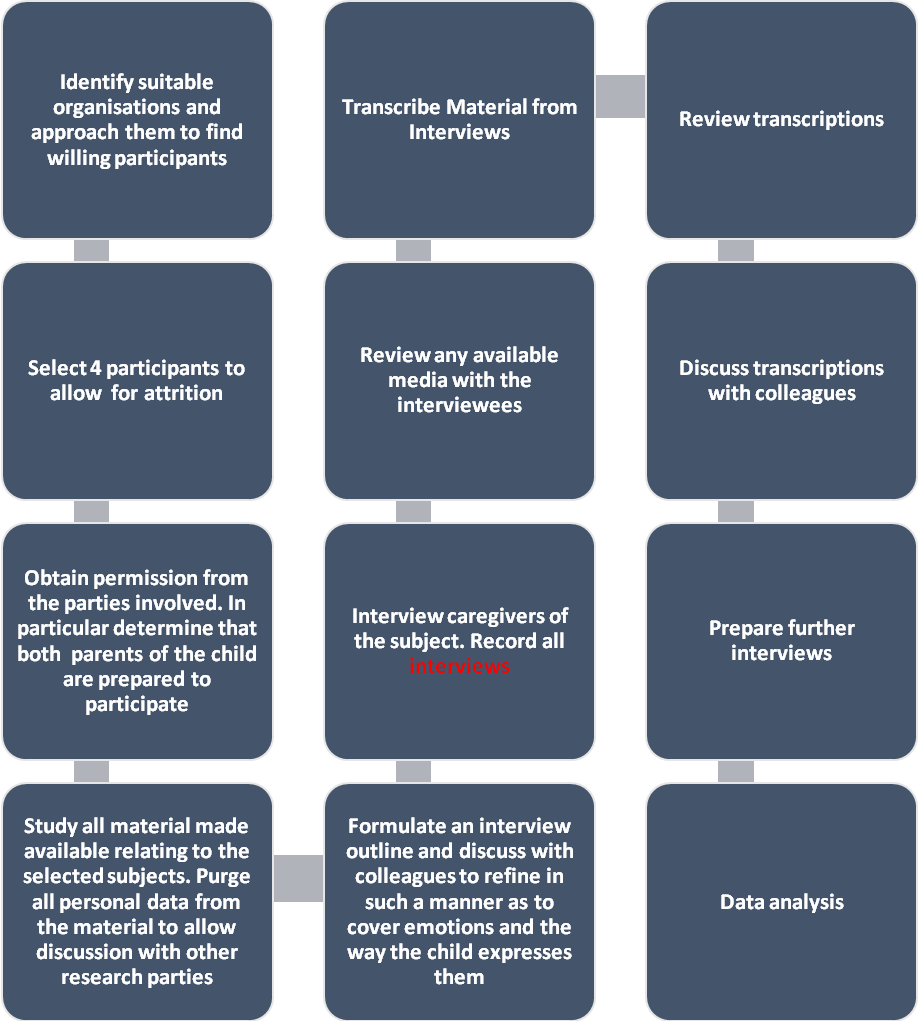 Identify suitable
organisations and
approach them to find
willing participants
Select 4 participants to
allow for attrition
Obtain permission from
the parties involved. In
particular determine that
both parents of the child
are prepared to
participate
Study all material made
available relating to the
selected subjects. Purge
all personal data from
the material to allow
discussion with other
research parties
Formulate an interview
outline and discuss with
colleagues to refine in
such a manner as to
cover emotions and the
way the child expresses
them
Interview caregivers of
the subject. Record all
interviews
Review any available
media with the
interviewees
Transcribe Material from
Interviews
Review transcriptions
Discuss transcriptions
with colleagues
Prepare further
interviews
Data analysis